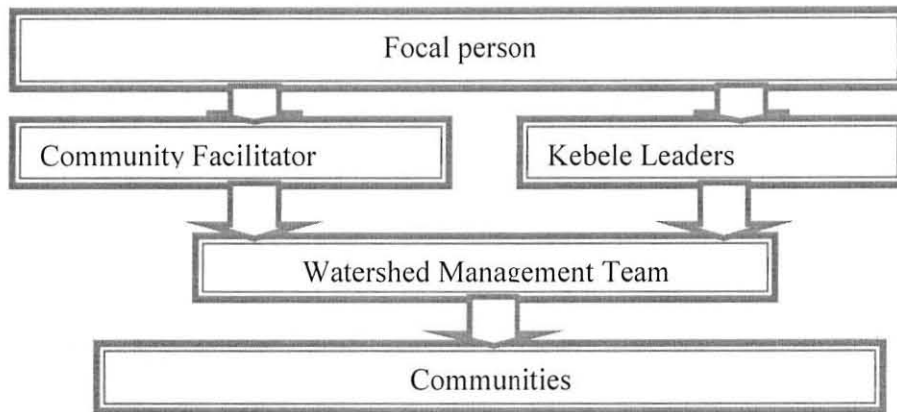 Focal person
Community Facilitator
Kebele Leaders
Watershed Management Team
Communities